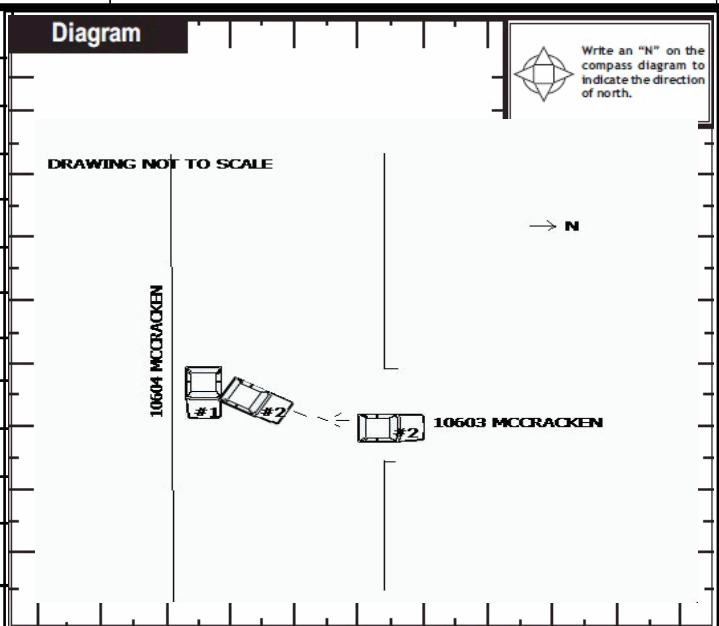 Diagram
Write an "N" on the
compass diagram to
indicate the direction
of north.
DRAWING NOT TO SCALE
N
10604 MCCRACKEN
#1
#2
#2
10603 MCCRACKEN